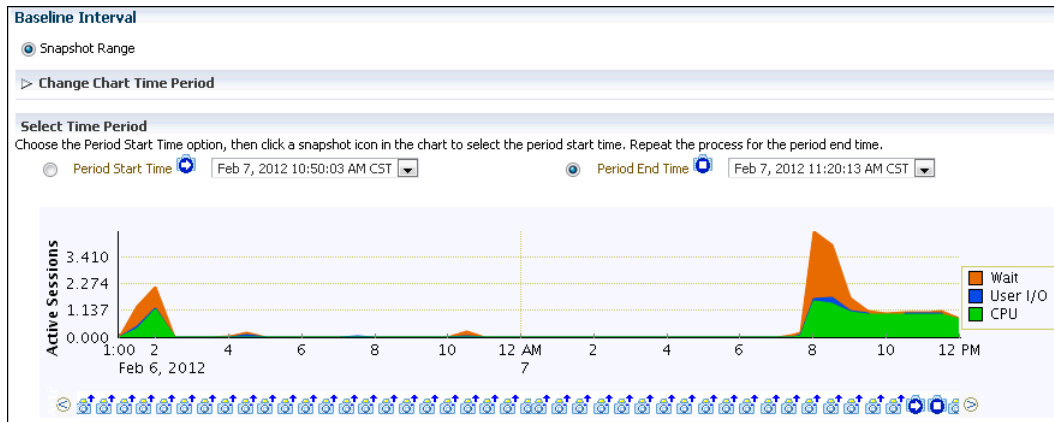 Baseline Interval
Snapshot Range
Change Chart Time Period
Select Time Period
Choose the Period Start Time option, then click a snapshot icon in the chart to select the period start time. Repeat the process for the period end time.
Period Start Time Feb 7, 2012 10:50:03 AM CST Period End Time Feb 7, 2012 11:20:13 AM CST
Active Sessions
3.410
2.274
1.137
0.000
Wait
User I/O
CPU
1:00 2 4 6 8 10 12 AM 2 4 6 8 10 12 PM
Feb 6, 2012 7